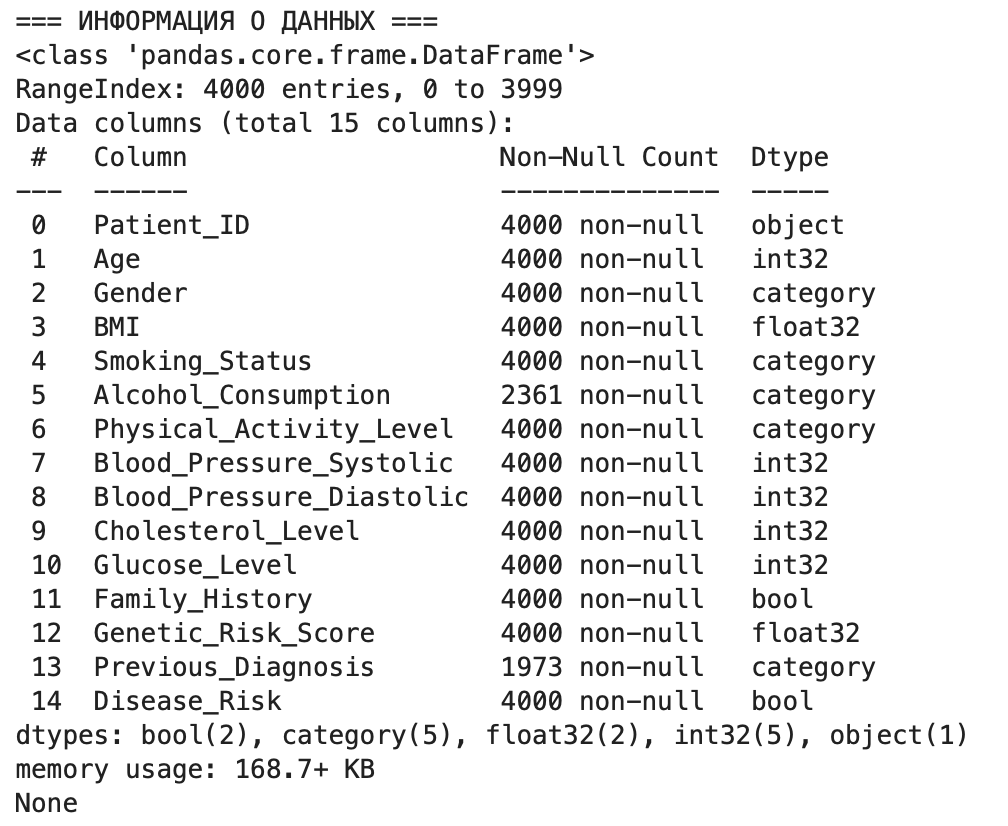 === ИНФОРМАЦИЯ О ДАННЫХ ===
<class 'pandas.core.frame.DataFrame'>
RangeIndex: 4000 entries, 0 to 3999
Data columns (total 15 columns):
 #   Column                    Non-Null Count  Dtype
---  ------                    --------------  -----
 0   Patient_ID                4000 non-null   object
 1   Age                       4000 non-null   int32
 2   Gender                    4000 non-null   category
 3   BMI                       4000 non-null   float32
 4   Smoking_Status            4000 non-null   category
 5   Alcohol_Consumption       2361 non-null   category
 6   Physical_Activity_Level   4000 non-null   category
 7   Blood_Pressure_Systolic   4000 non-null   int32
 8   Blood_Pressure_Diastolic  4000 non-null   int32
 9   Cholesterol_Level         4000 non-null   int32
 10  Glucose_Level             4000 non-null   int32
 11  Family_History            4000 non-null   bool
 12  Genetic_Risk_Score        4000 non-null   float32
 13  Previous_Diagnosis        1973 non-null   category
 14  Disease_Risk              4000 non-null   bool
dtypes: bool(2), category(5), float32(2), int32(5), object(1)
memory usage: 168.7+ KB
None